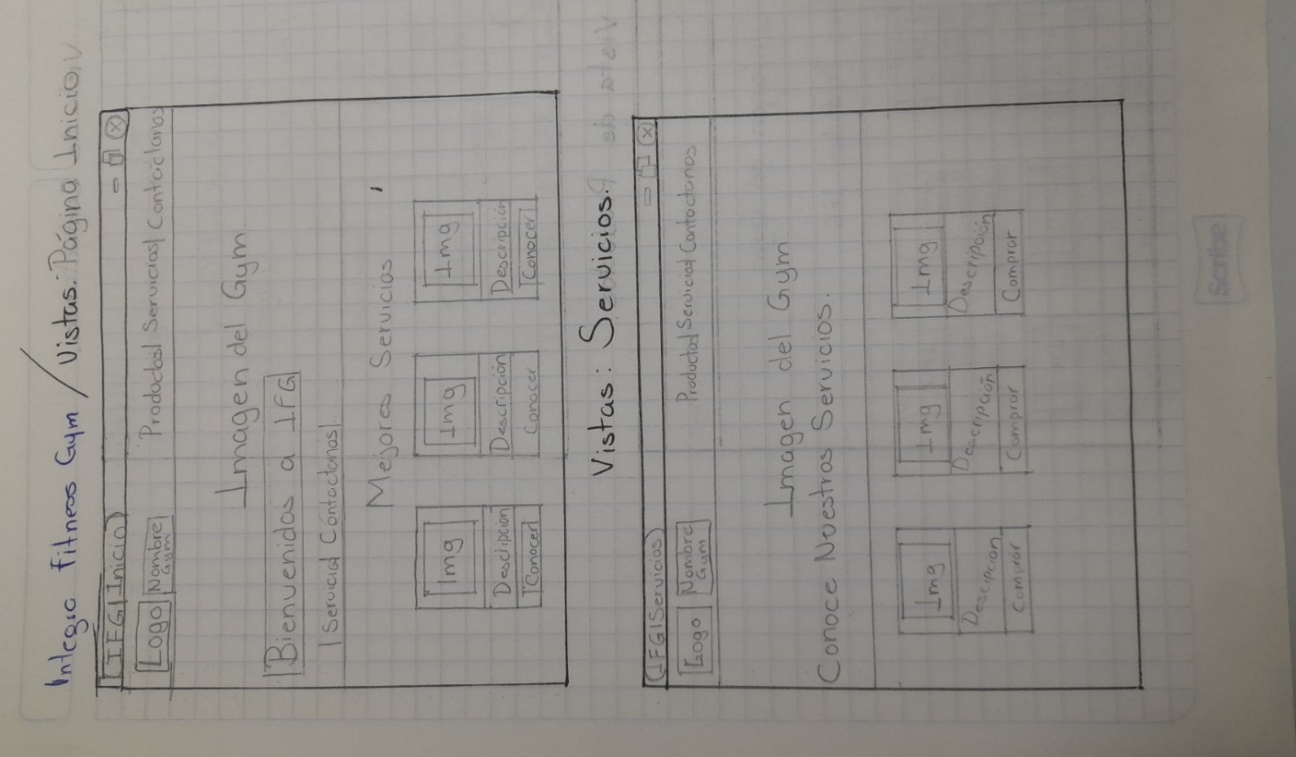 Integra Fitness Gym / Vistas: Página Inicio
IFG | Inicio
Logo Nombre Gym Productos| Servicios| Contactanos
Imagen del Gym
Bienvenidos a IFG
| Servicio| Contactanos|
Mejores Servicios
Img Img Img
Descripción Descripción Descripción
Conocer Conocer Conocer
Vistas: Servicios.
IFG|Servicios
Logo Nombre Gym Productos| Servicios| Contactanos
Imagen del Gym
Conoce Nuestros Servicios.
Img Img Img
Descripcion Descripción Descripción
Comprar Comprar Comprar
Scribe